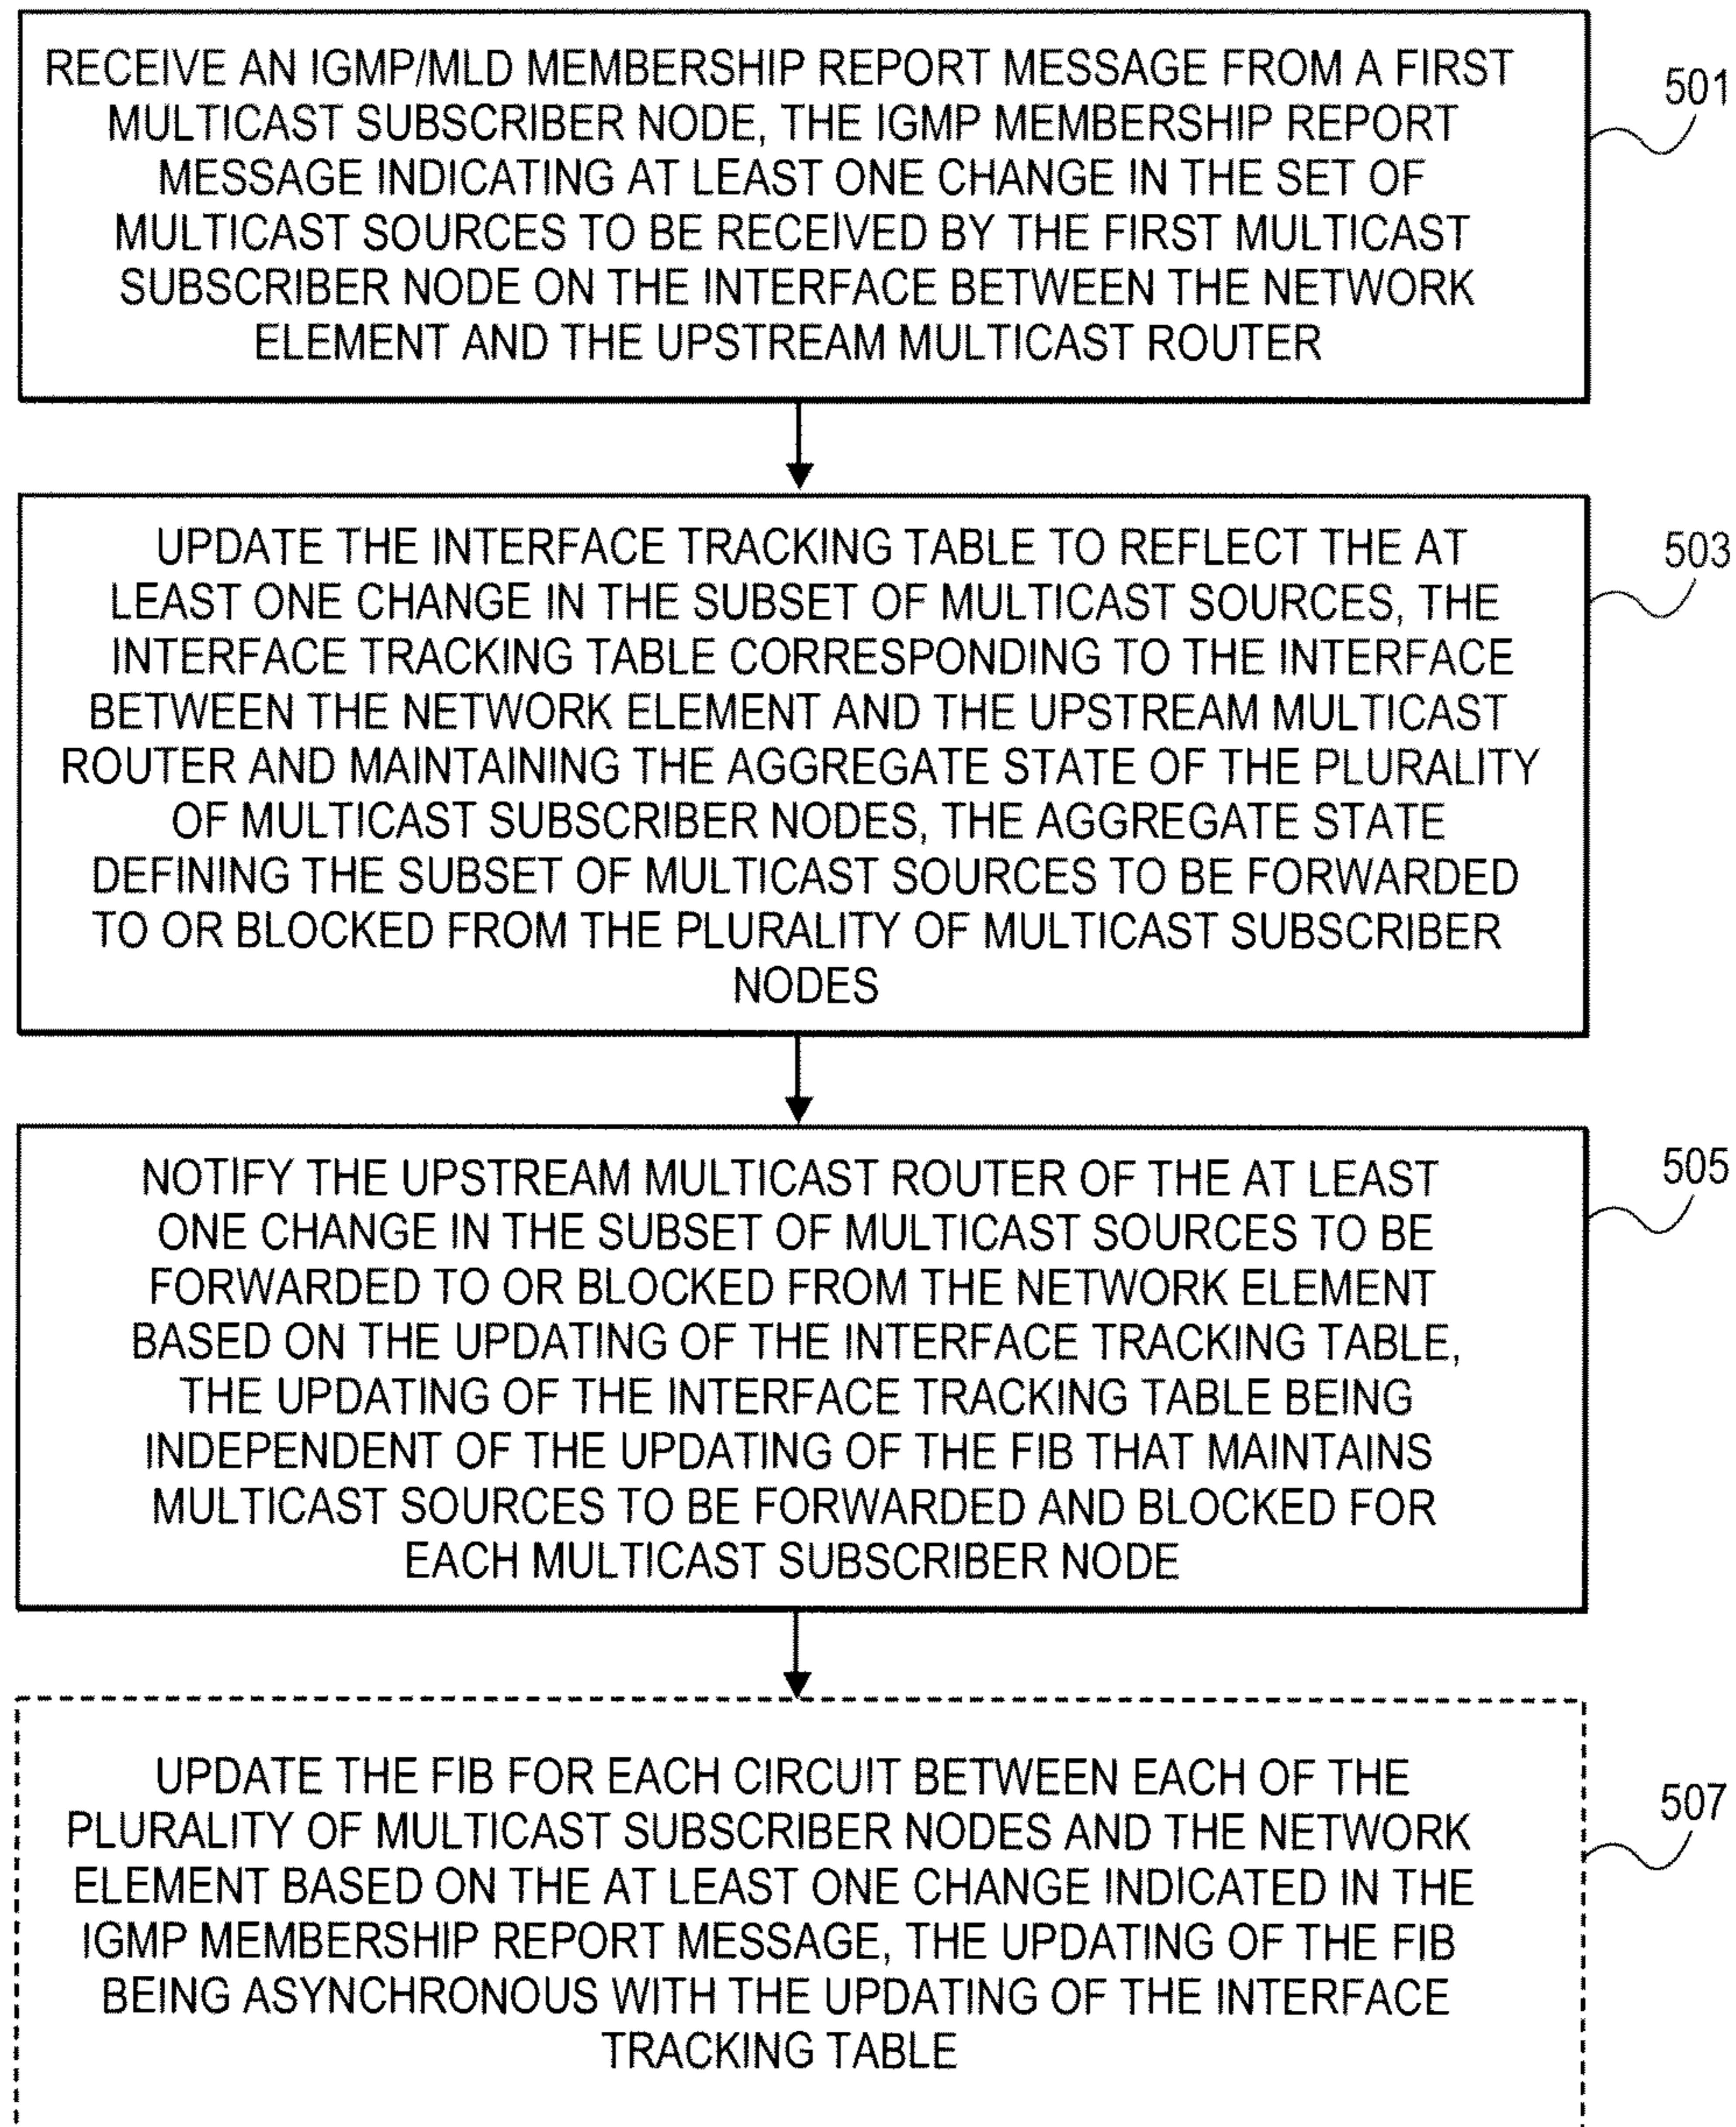 RECEIVE AN IGMP/MLD MEMBERSHIP REPORT MESSAGE FROM A FIRST
MULTICAST SUBSCRIBER NODE, THE IGMP MEMBERSHIP REPORT
MESSAGE INDICATING AT LEAST ONE CHANGE IN THE SET OF
MULTICAST SOURCES TO BE RECEIVED BY THE FIRST MULTICAST
SUBSCRIBER NODE ON THE INTERFACE BETWEEN THE NETWORK
ELEMENT AND THE UPSTREAM MULTICAST ROUTER
501
UPDATE THE INTERFACE TRACKING TABLE TO REFLECT THE AT
LEAST ONE CHANGE IN THE SUBSET OF MULTICAST SOURCES, THE
INTERFACE TRACKING TABLE CORRESPONDING TO THE INTERFACE
BETWEEN THE NETWORK ELEMENT AND THE UPSTREAM MULTICAST
ROUTER AND MAINTAINING THE AGGREGATE STATE OF THE PLURALITY
OF MULTICAST SUBSCRIBER NODES, THE AGGREGATE STATE
DEFINING THE SUBSET OF MULTICAST SOURCES TO BE FORWARDED
TO OR BLOCKED FROM THE PLURALITY OF MULTICAST SUBSCRIBER
NODES
503
NOTIFY THE UPSTREAM MULTICAST ROUTER OF THE AT LEAST
ONE CHANGE IN THE SUBSET OF MULTICAST SOURCES TO BE
FORWARDED TO OR BLOCKED FROM THE NETWORK ELEMENT
BASED ON THE UPDATING OF THE INTERFACE TRACKING TABLE,
THE UPDATING OF THE INTERFACE TRACKING TABLE BEING
INDEPENDENT OF THE UPDATING OF THE FIB THAT MAINTAINS
MULTICAST SOURCES TO BE FORWARDED AND BLOCKED FOR
EACH MULTICAST SUBSCRIBER NODE
505
UPDATE THE FIB FOR EACH CIRCUIT BETWEEN EACH OF THE
PLURALITY OF MULTICAST SUBSCRIBER NODES AND THE NETWORK
ELEMENT BASED ON THE AT LEAST ONE CHANGE INDICATED IN THE
IGMP MEMBERSHIP REPORT MESSAGE, THE UPDATING OF THE FIB
BEING ASYNCHRONOUS WITH THE UPDATING OF THE INTERFACE
TRACKING TABLE
507